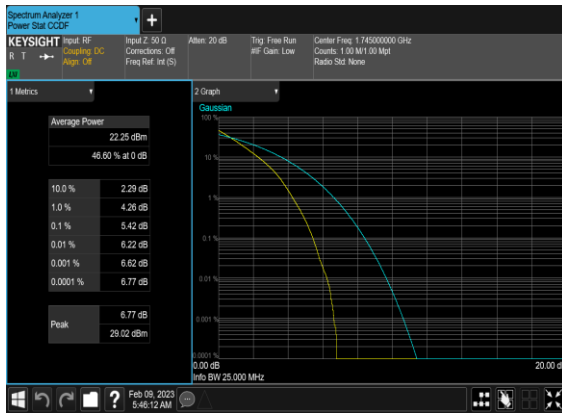 Spectrum Analyzer 1
Power Stat CCDF
KEYSIGHT
R T
Input: RF
Coupling: DC
Align: Off
Input Z: 50 Ω
Corrections: Off
Freq Ref: Int (S)
Atten: 20 dB
Trig: Free Run
#IF Gain: Low
Center Freq: 1.745000000 GHz
Counts: 1.00 M/1.00 Mpt
Radio Std: None
1 Metrics
Average Power
22.25 dBm
46.60 % at 0 dB
10.0 % 2.29 dB
1.0 % 4.26 dB
0.1 % 5.42 dB
0.01 % 6.22 dB
0.001 % 6.62 dB
0.0001 % 6.77 dB
Peak
6.77 dB
29.02 dBm
2 Graph
Gaussian
100 %
10 %
1 %
0.1 %
0.01 %
0.001 %
0.0001 %
0.00 dB
20.00 d
Info BW 25.000 MHz
?
Feb 09, 2023
5:46:12 AM